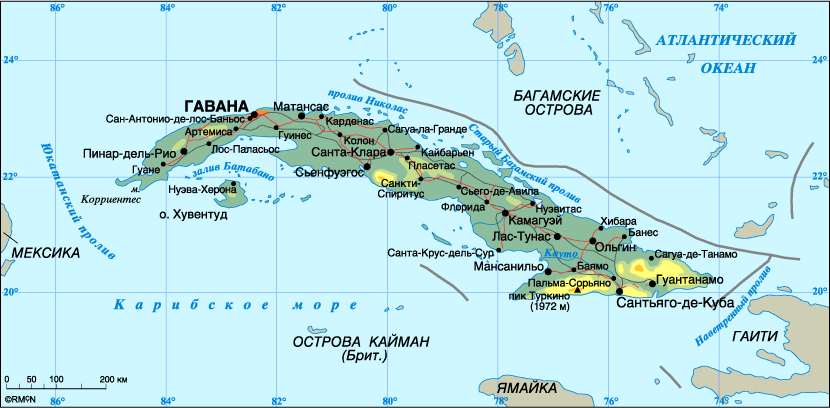 86°
84°
82°
80°
78°
76°
74°
АТЛАНТИЧЕСКИЙ
ОКЕАН
24°
24°
БАГАМСКИЕ
ОСТРОВА
пролив Николас
ГАВАНА
Матансас
Сан-Антонио-де-лос-Баньос
Карденас
Артемиса
Гуинес
Колон
Сагуа-ла-Гранде
Старый Багамский пролив
Пинар-дель-Рио
Лос-Паласьос
Санта-Клара
Кайбарьен
Пласетас
Гуане
залив Батабано
Сьенфуэгос
22°
22°
м.
Корриентес
Нуэва-Херона
Санкти-
Спиритус
Сьего-де-Авила
Юкатанский пролив
о. Хувентуд
Флорида
Нуэвитас
Камагуэй
Хибара
Банес
Лас-Тунас
Ольгин
МЕКСИКА
Санта-Крус-дель-Сур
Кауто
Сагуа-де-Танамо
Мансанильо
Баямо
Гуантанамо
Пальма-Сорьяно
20°
20°
пик Туркино
(1972 м)
Сантьяго-де-Куба
Карибское море
Наветренный пролив
ОСТРОВА КАЙМАН
(Брит.)
ГАИТИ
ЯМАЙКА
0 50 100 200 км
©RMCN
84°
82°
80°
78°
76°